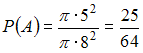 P(A) = π · 5² / π · 8² = 25 / 64